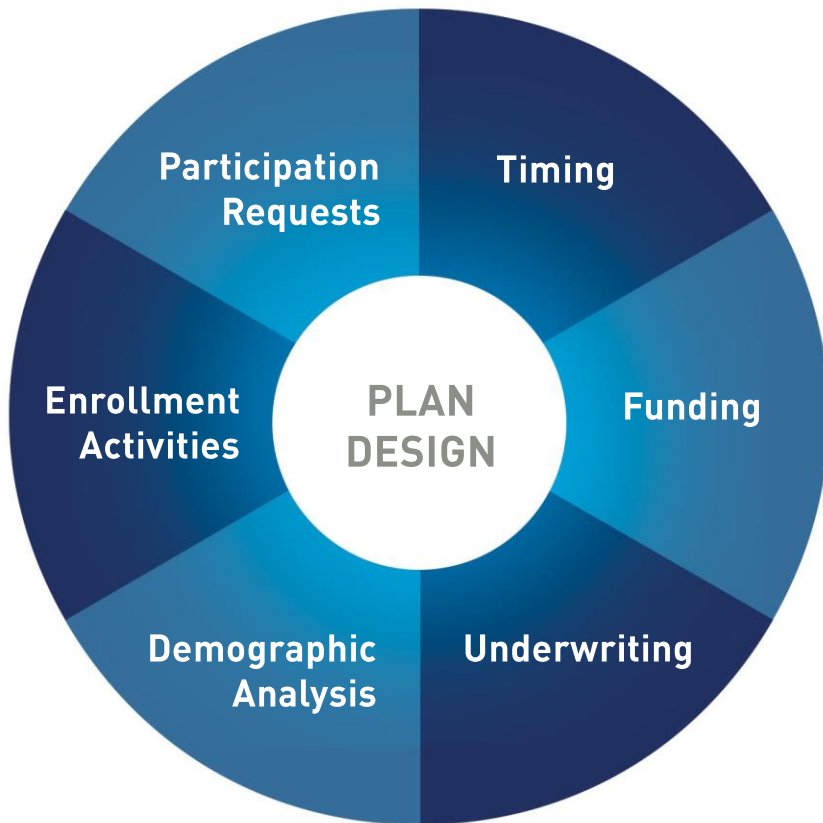 Participation
Requests
Timing
Enrollment
Activities
PLAN
DESIGN
Funding
Demographic
Analysis
Underwriting